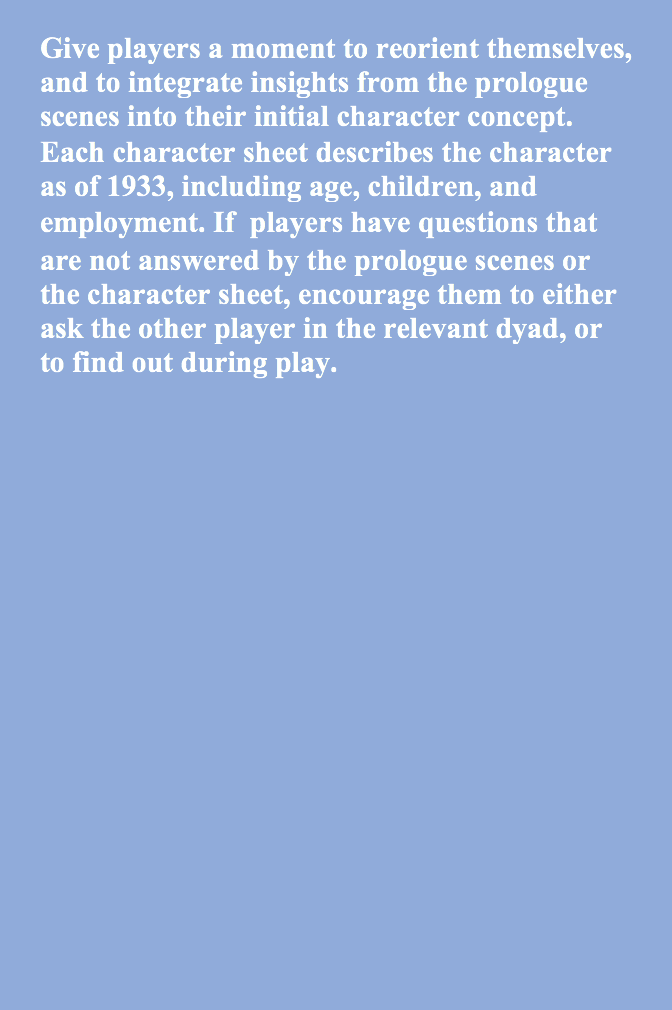 Give players a moment to reorient themselves,
and to integrate insights from the prologue
scenes into their initial character concept.
Each character sheet describes the character
as of 1933, including age, children, and
employment. If  players have questions that
are not answered by the prologue scenes or
the character sheet, encourage them to either
ask the other player in the relevant dyad, or
to find out during play.